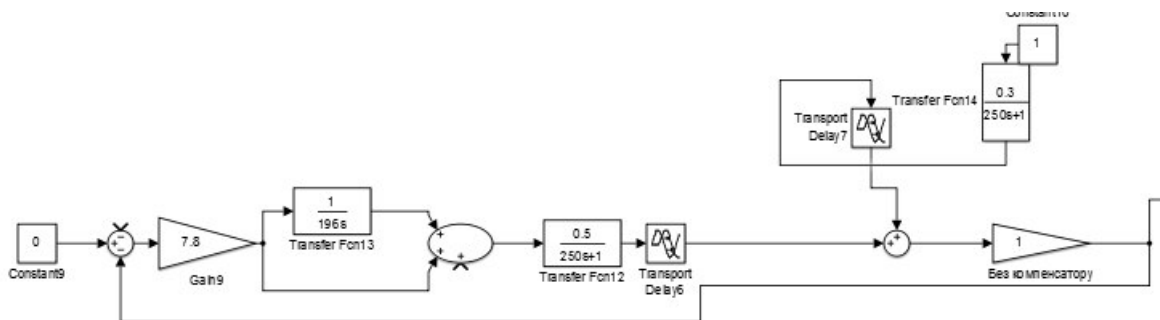 Constant10
1
0.3
250s+1
Transfer Fcn14
Transport
Delay7
0
Constant9
7.8
Gain9
1
196s
Transfer Fcn13
0.5
250s+1
Transfer Fcn12
Transport
Delay6
1
Без компенсатору